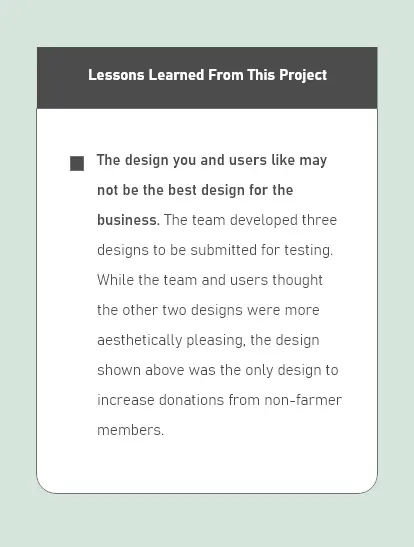 Lessons Learned From This Project
The design you and users like may
not be the best design for the
business. The team developed three
designs to be submitted for testing.
While the team and users thought
the other two designs were more
aesthetically pleasing, the design
shown above was the only design to
increase donations from non-farmer
members.